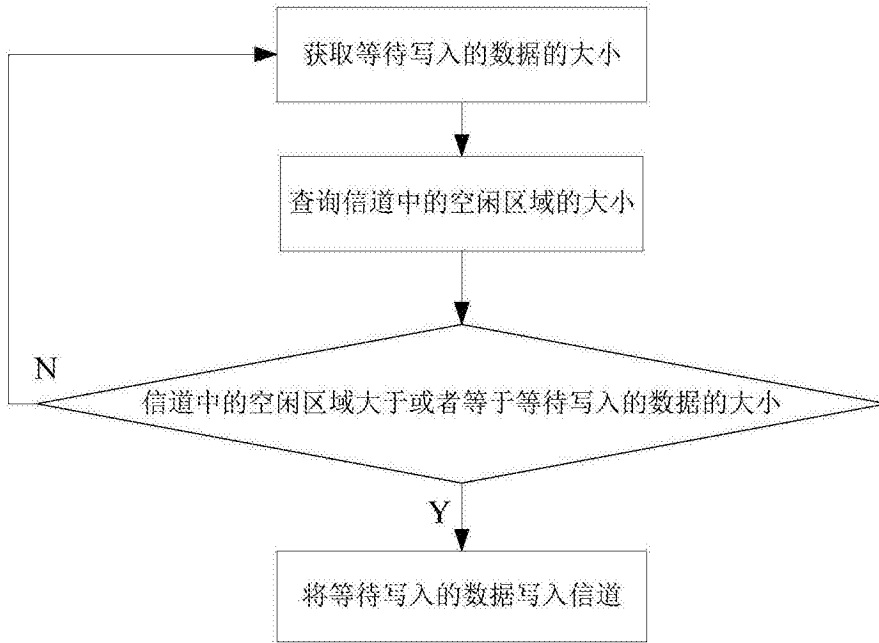 获取等待写入的数据的大小
查询信道中的空闲区域的大小
N
信道中的空闲区域大于或者等于等待写入的数据的大小
Y
将等待写入的数据写入信道